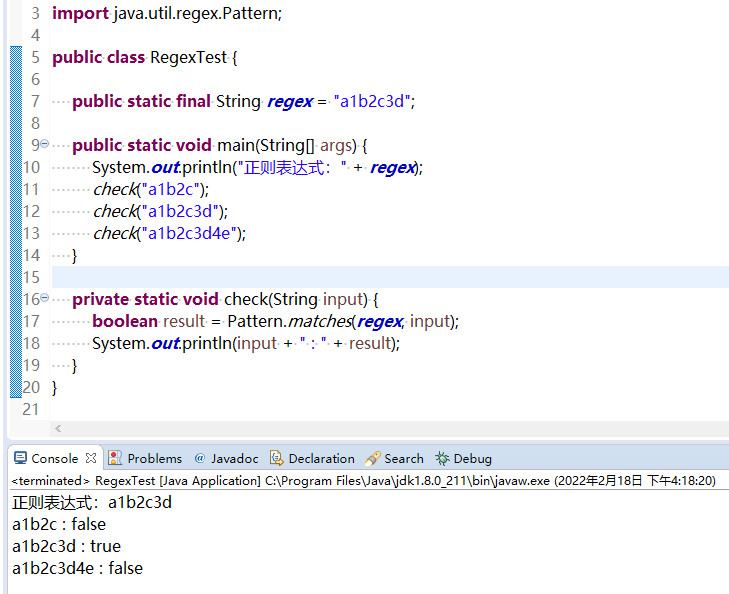 3 import java.util.regex.Pattern;
4
5 public class RegexTest {
6
7 public static final String regex = "a1b2c3d";
8
9 public static void main(String[] args) {
10 System.out.println("正则表达式：" + regex);
11 check("a1b2c");
12 check("a1b2c3d");
13 check("a1b2c3d4e");
14 }
15
16 private static void check(String input) {
17 boolean result = Pattern.matches(regex, input);
18 System.out.println(input + " : " + result);
19 }
20 }
21
Console Problems @ Javadoc Declaration Search Debug
<terminated> RegexTest [Java Application] C:\Program Files\Java\jdk1.8.0_211\bin\javaw.exe (2022年2月18日 下午4:18:20)
正则表达式：a1b2c3d
a1b2c : false
a1b2c3d : true
a1b2c3d4e : false